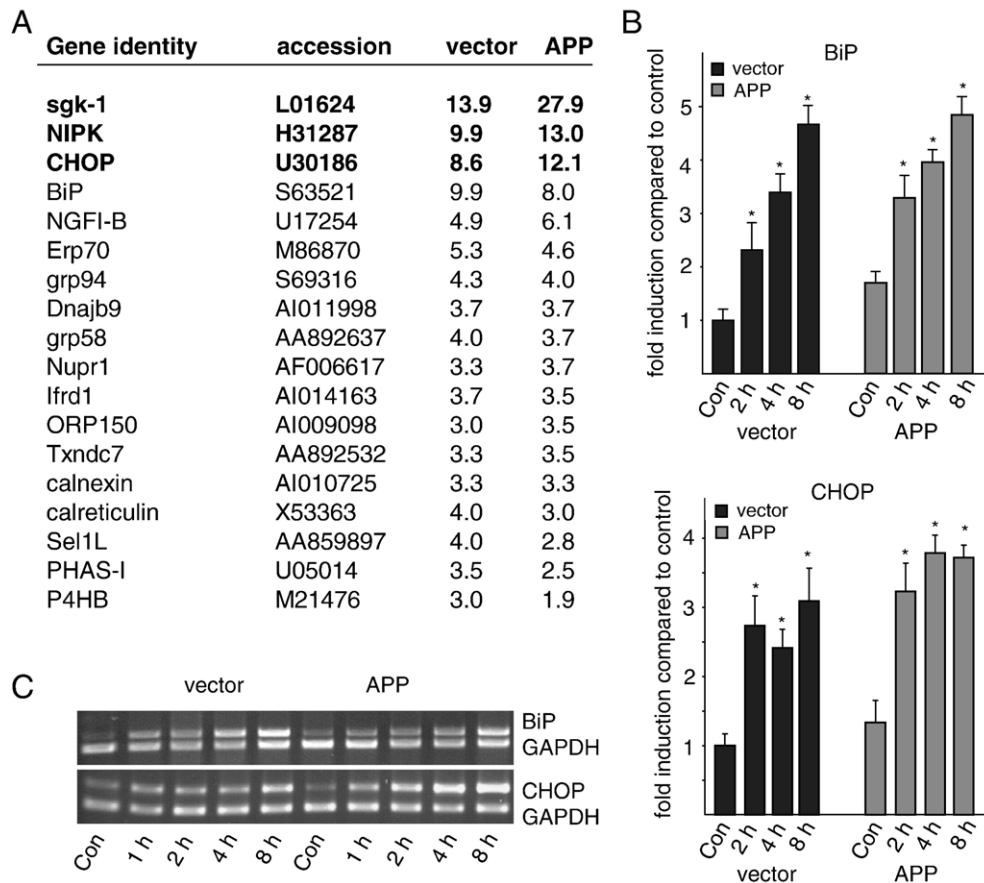 A
Gene identity accession vector APP
sgk-1 L01624 13.9 27.9
NIPK H31287 9.9 13.0
CHOP U30186 8.6 12.1
BiP S63521 9.9 8.0
NGFI-B U17254 4.9 6.1
Erp70 M86870 5.3 4.6
grp94 S69316 4.3 4.0
Dnajb9 AI011998 3.7 3.7
grp58 AA892637 4.0 3.7
Nupr1 AF006617 3.3 3.7
Ifrd1 AI014163 3.7 3.5
ORP150 AI009098 3.0 3.5
Txndc7 AA892532 3.3 3.5
calnexin AI010725 3.3 3.3
calreticulin X53363 4.0 3.0
Sel1L AA859897 4.0 2.8
PHAS-I U05014 3.5 2.5
P4HB M21476 3.0 1.9
B
BiP
vector
APP
fold induction compared to control
5
4
3
2
1
* * * * * *
Con 2 h 4 h 8 h Con 2 h 4 h 8 h
vector APP
CHOP
vector
APP
fold induction compared to control
4
3
2
1
* * * * * *
Con 2 h 4 h 8 h Con 2 h 4 h 8 h
vector APP
C
vector APP
BiP
GAPDH
CHOP
GAPDH
Con 1 h 2 h 4 h 8 h Con 1 h 2 h 4 h 8 h